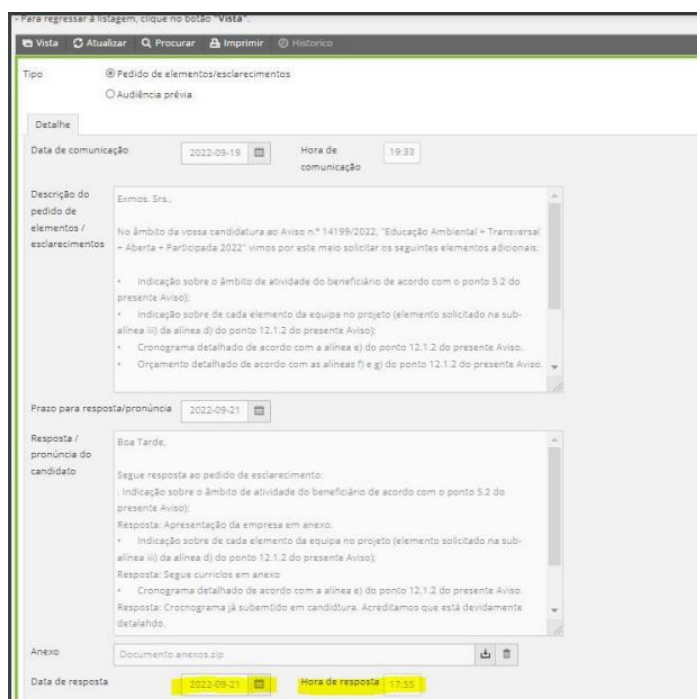 - Para regressar à listagem, clique no botão "Vista".
Vista Atualizar Procurar Imprimir Historico
Tipo Pedido de elementos/esclarecimentos
Audiência prévia
Detalhe
Data de comunicação 2022-09-19 Hora de comunicação 19:33
Descrição do pedido de elementos / esclarecimentos
Exmos. Srs.,
No âmbito da vossa candidatura ao Aviso n.º 14199/2022, "Educação Ambiental + Transversal
+ Aberta + Participada 2022" vimos por este meio solicitar os seguintes elementos adicionais:
• Indicação sobre o âmbito de atividade do beneficiário de acordo com o ponto 5.2 do
presente Aviso);
• Indicação sobre de cada elemento da equipa no projeto (elemento solicitado na sub-
alínea iii) da alínea d) do ponto 12.1.2 do presente Aviso);
• Cronograma detalhado de acordo com a alínea e) do ponto 12.1.2 do presente Aviso.
• Orçamento detalhado de acordo com as alíneas f) e g) do ponto 12.1.2 do presente Aviso.
Prazo para resposta/pronúncia 2022-09-21
Resposta / pronúncia do candidato
Boa Tarde,
Segue resposta ao pedido de esclarecimento:
. Indicação sobre o âmbito de atividade do beneficiário de acordo com o ponto 5.2 do
presente Aviso);
Resposta: Apresentação da empresa em anexo.
• Indicação sobre de cada elemento da equipa no projeto (elemento solicitado na sub-
alínea iii) da alínea d) do ponto 12.1.2 do presente Aviso);
Resposta: Segue curriclos em anexo
• Cronograma detalhado de acordo com a alínea e) do ponto 12.1.2 do presente Aviso.
Resposta: Crocnograma já subemtido em candidtura. Acreditamos que está devidamente
detalahdo.
Anexo Documento anexos.zip
Data de resposta 2022-09-21 Hora de resposta 17:55